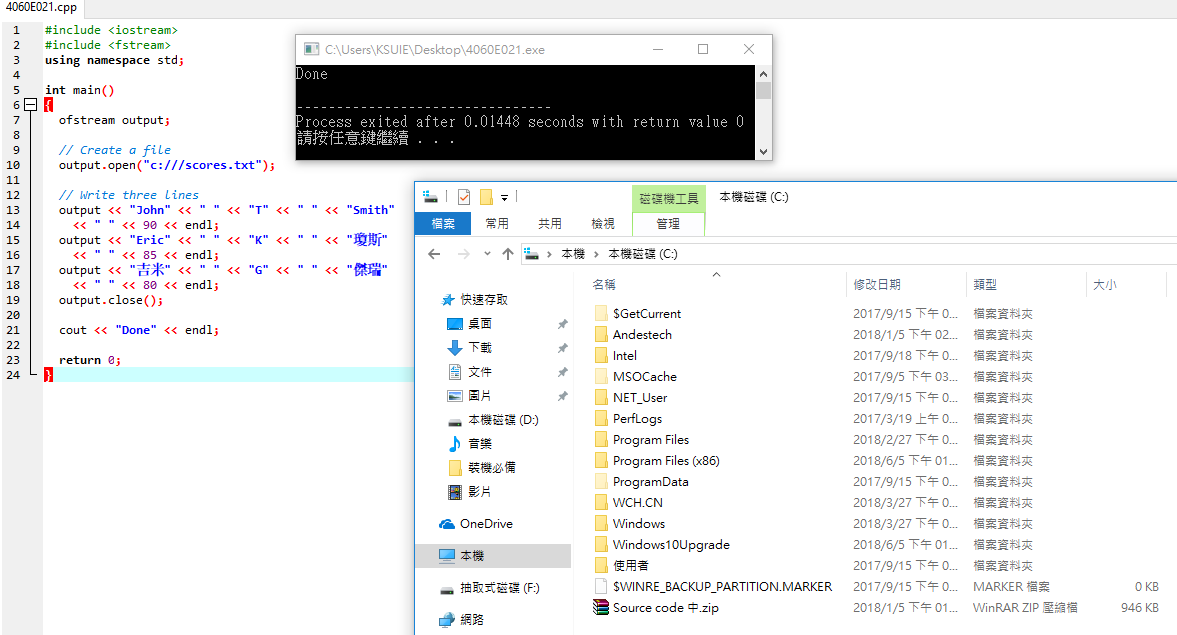 4060E021.cpp
1 #include <iostream>
2 #include <fstream>
3 using namespace std;
4
5 int main()
6 {
7 ofstream output;
8
9 // Create a file
10 output.open("c:///scores.txt");
11
12 // Write three lines
13 output << "John" << " " << "T" << " " << "Smith"
14 << " " << 90 << endl;
15 output << "Eric" << " " << "K" << " " << "瓊斯"
16 << " " << 85 << endl;
17 output << "吉米" << " " << "G" << " " << "傑瑞"
18 << " " << 80 << endl;
19 output.close();
20
21 cout << "Done" << endl;
22
23 return 0;
24 }
C:\Users\KSUIE\Desktop\4060E021.exe
Done
--------------------------------
Process exited after 0.01448 seconds with return value 0
請按任意鍵繼續 . . .
磁碟機工具 本機磁碟 (C:)
檔案 常用 共用 檢視 管理
本機 › 本機磁碟 (C:)
快速存取
桌面
下載
文件
圖片
本機磁碟 (D:)
音樂
裝機必備
影片
OneDrive
本機
抽取式磁碟 (F:)
網路
名稱 修改日期 類型 大小
$GetCurrent 2017/9/15 下午 0... 檔案資料夾
Andestech 2018/1/5 下午 02... 檔案資料夾
Intel 2017/9/18 下午 0... 檔案資料夾
MSOCache 2017/9/5 下午 03... 檔案資料夾
NET_User 2017/9/15 下午 0... 檔案資料夾
PerfLogs 2017/3/19 上午 0... 檔案資料夾
Program Files 2018/2/27 下午 0... 檔案資料夾
Program Files (x86) 2018/6/5 下午 01... 檔案資料夾
ProgramData 2017/9/15 下午 0... 檔案資料夾
WCH.CN 2018/3/27 下午 0... 檔案資料夾
Windows 2018/3/27 下午 0... 檔案資料夾
Windows10Upgrade 2018/6/5 下午 01... 檔案資料夾
使用者 2017/9/15 下午 0... 檔案資料夾
$WINRE_BACKUP_PARTITION.MARKER 2017/9/15 下午 0... MARKER 檔案 0 KB
Source code 中.zip 2018/1/5 下午 01... WinRAR ZIP 壓縮檔 946 KB